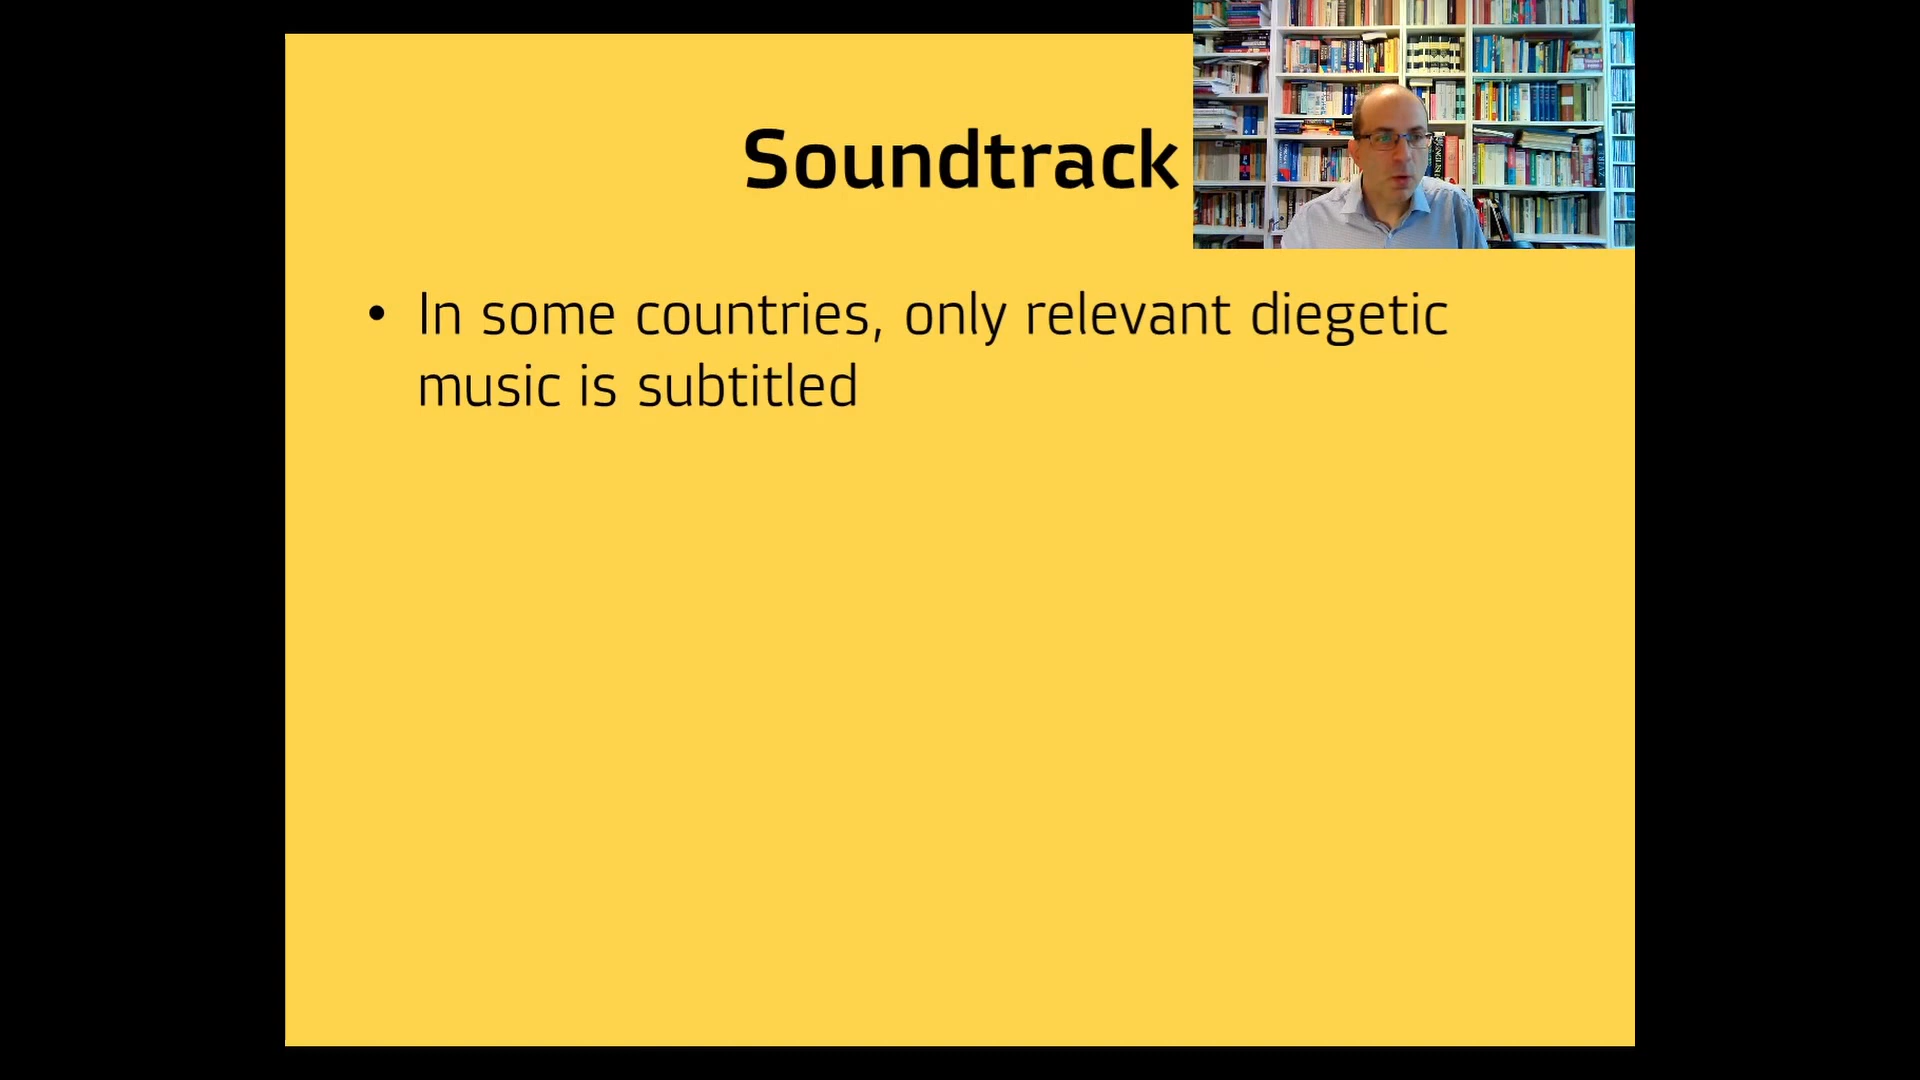 Soundtrack
• In some countries, only relevant diegetic
music is subtitled